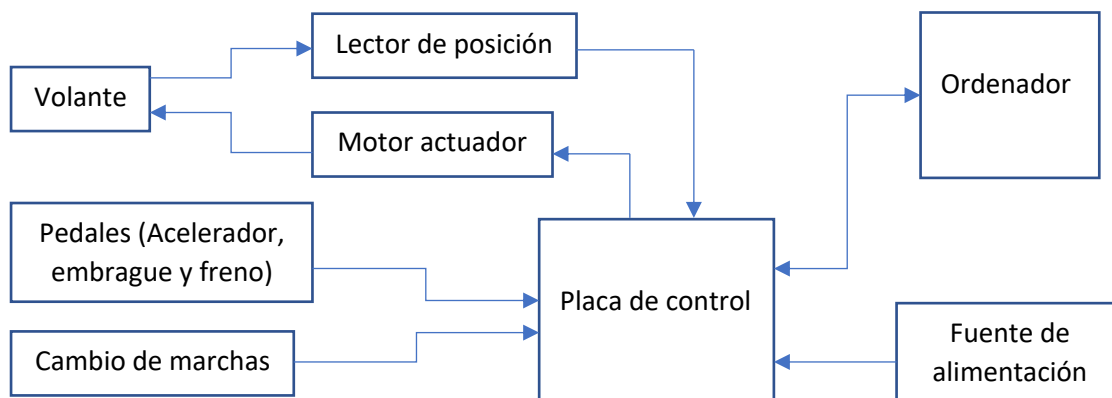 Lector de posición
Ordenador
Volante
Motor actuador
Pedales (Acelerador,
embrague y freno)
Placa de control
Cambio de marchas
Fuente de
alimentación